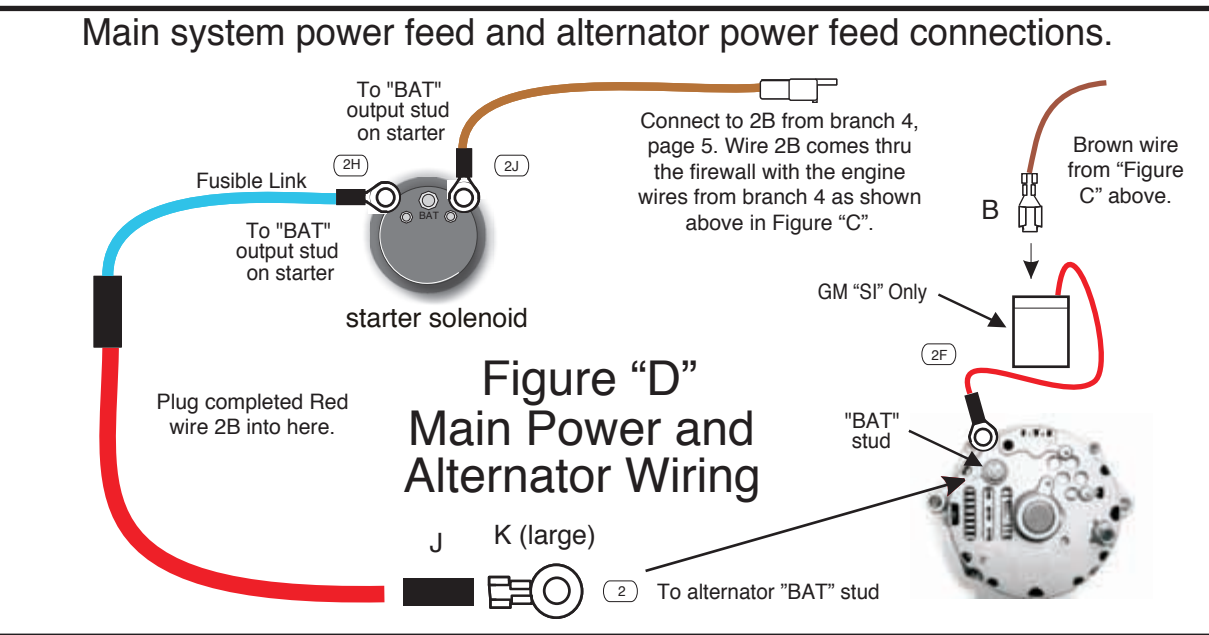 Main system power feed and alternator power feed connections.
To "BAT"
output stud
on starter
2H
2J
Fusible Link
To "BAT"
output stud
on starter
BAT
starter solenoid
Connect to 2B from branch 4,
page 5. Wire 2B comes thru
the firewall with the engine
wires from branch 4 as shown
above in Figure “C”.
Brown wire
from “Figure
C” above.
B
GM “SI” Only
2F
Plug completed Red
wire 2B into here.
Figure “D”
Main Power and
Alternator Wiring
"BAT"
stud
J
K (large)
2
To alternator "BAT" stud